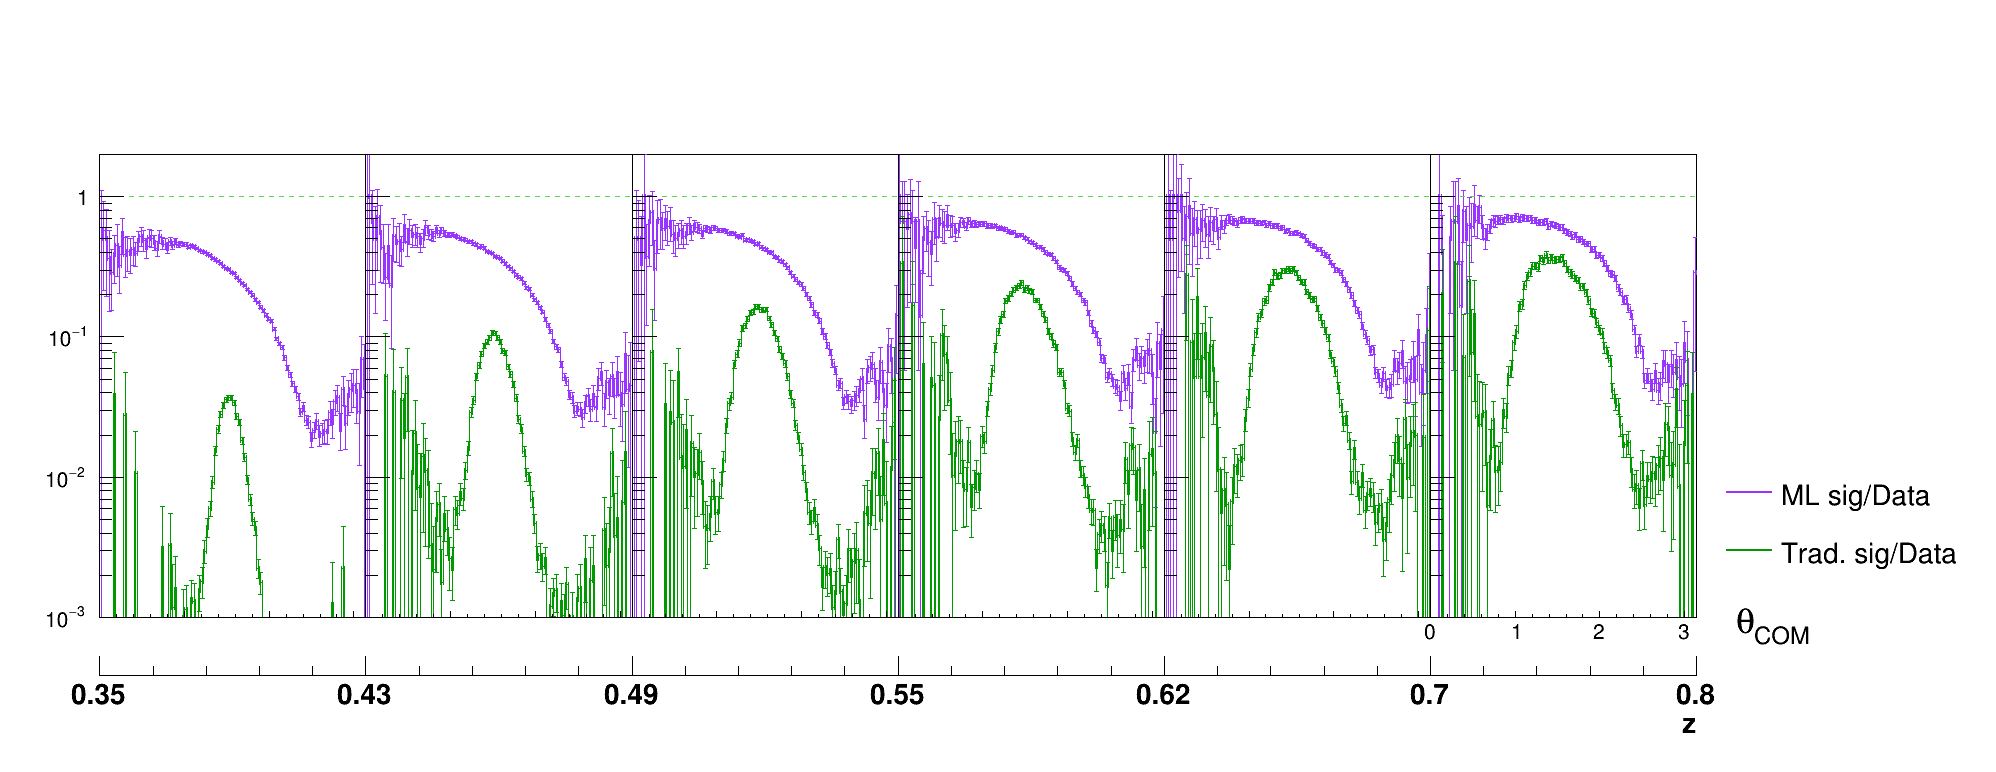 1
10⁻¹
10⁻²
10⁻³
ML sig/Data
Trad. sig/Data
0 1 2 3 θCOM
0.35 0.43 0.49 0.55 0.62 0.7 0.8
z